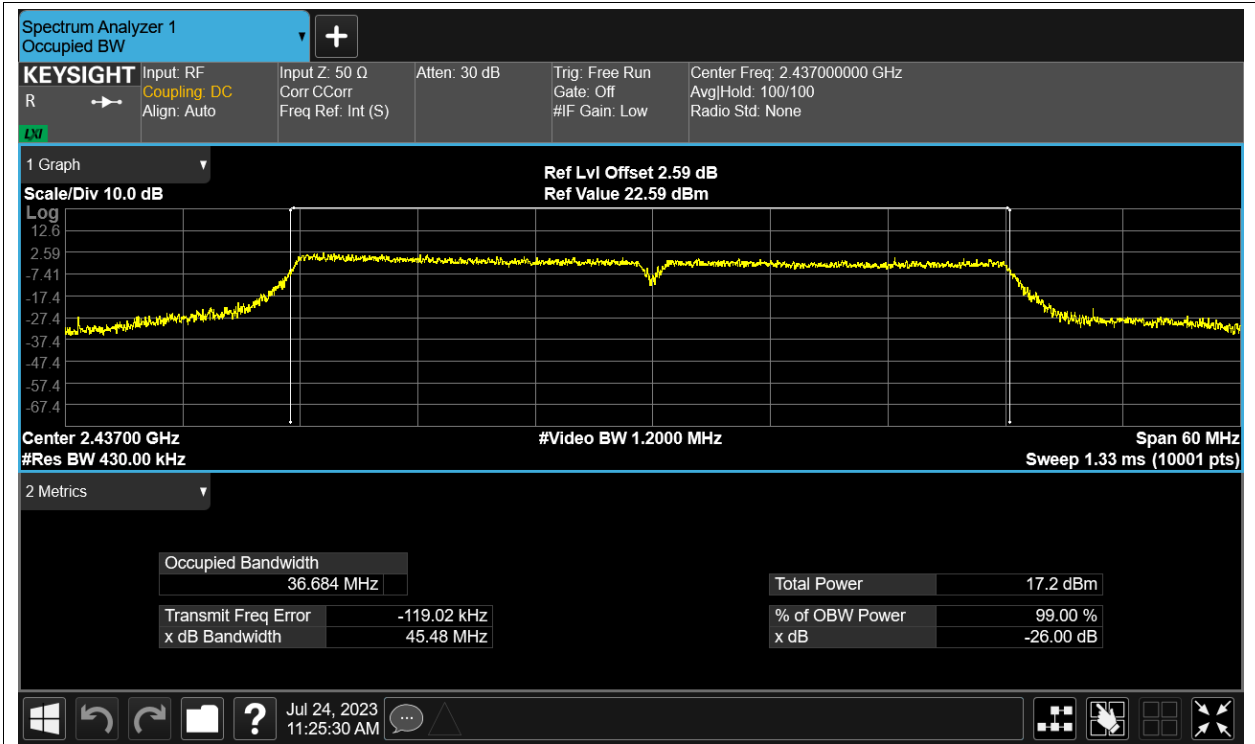 Spectrum Analyzer 1
Occupied BW
KEYSIGHT
R
LXI
Input: RF
Coupling: DC
Align: Auto
Input Z: 50 Ω
Corr CCorr
Freq Ref: Int (S)
Atten: 30 dB
Trig: Free Run
Gate: Off
#IF Gain: Low
Center Freq: 2.437000000 GHz
Avg|Hold: 100/100
Radio Std: None
1 Graph
Scale/Div 10.0 dB
Ref Lvl Offset 2.59 dB
Ref Value 22.59 dBm
Log
12.6
2.59
-7.41
-17.4
-27.4
-37.4
-47.4
-57.4
-67.4
Center 2.43700 GHz
#Video BW 1.2000 MHz
Span 60 MHz
#Res BW 430.00 kHz
Sweep 1.33 ms (10001 pts)
2 Metrics
Occupied Bandwidth
36.684 MHz
Transmit Freq Error -119.02 kHz
x dB Bandwidth 45.48 MHz
Total Power 17.2 dBm
% of OBW Power 99.00 %
x dB -26.00 dB
?
Jul 24, 2023
11:25:30 AM